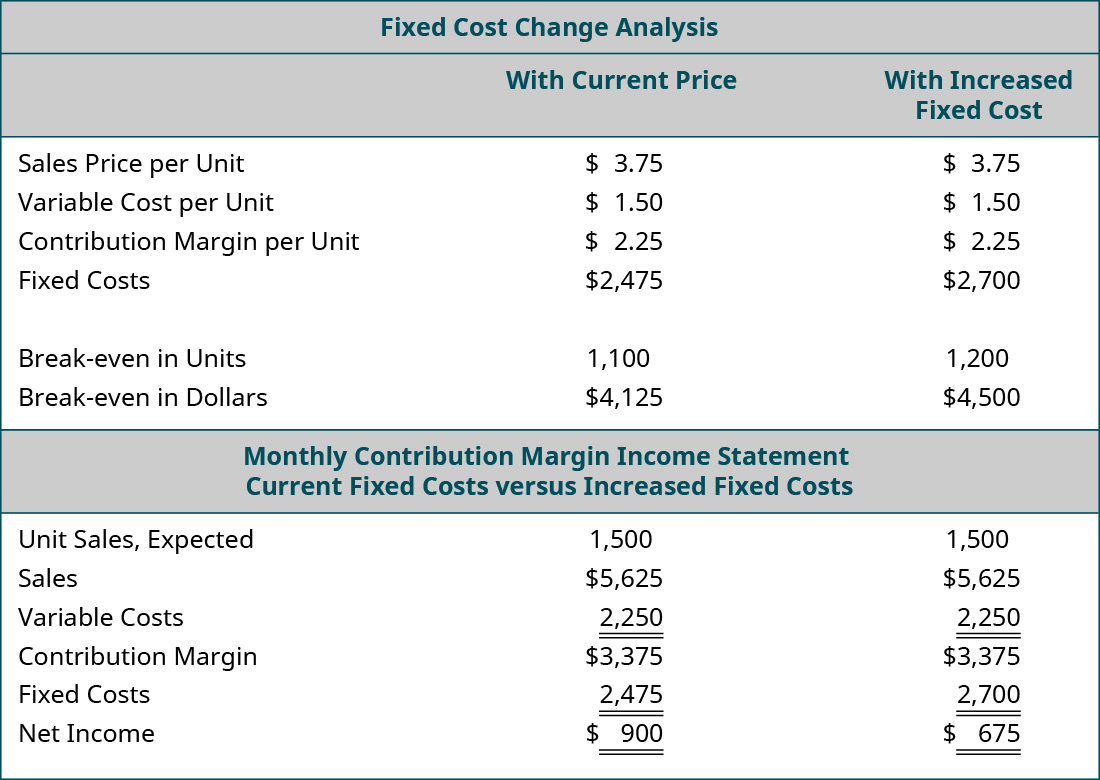 Fixed Cost Change Analysis
With Current Price With Increased
Fixed Cost
Sales Price per Unit $ 3.75 $ 3.75
Variable Cost per Unit $ 1.50 $ 1.50
Contribution Margin per Unit $ 2.25 $ 2.25
Fixed Costs $2,475 $2,700
Break-even in Units 1,100 1,200
Break-even in Dollars $4,125 $4,500
Monthly Contribution Margin Income Statement
Current Fixed Costs versus Increased Fixed Costs
Unit Sales, Expected 1,500 1,500
Sales $5,625 $5,625
Variable Costs 2,250 2,250
Contribution Margin $3,375 $3,375
Fixed Costs 2,475 2,700
Net Income $ 900 $ 675